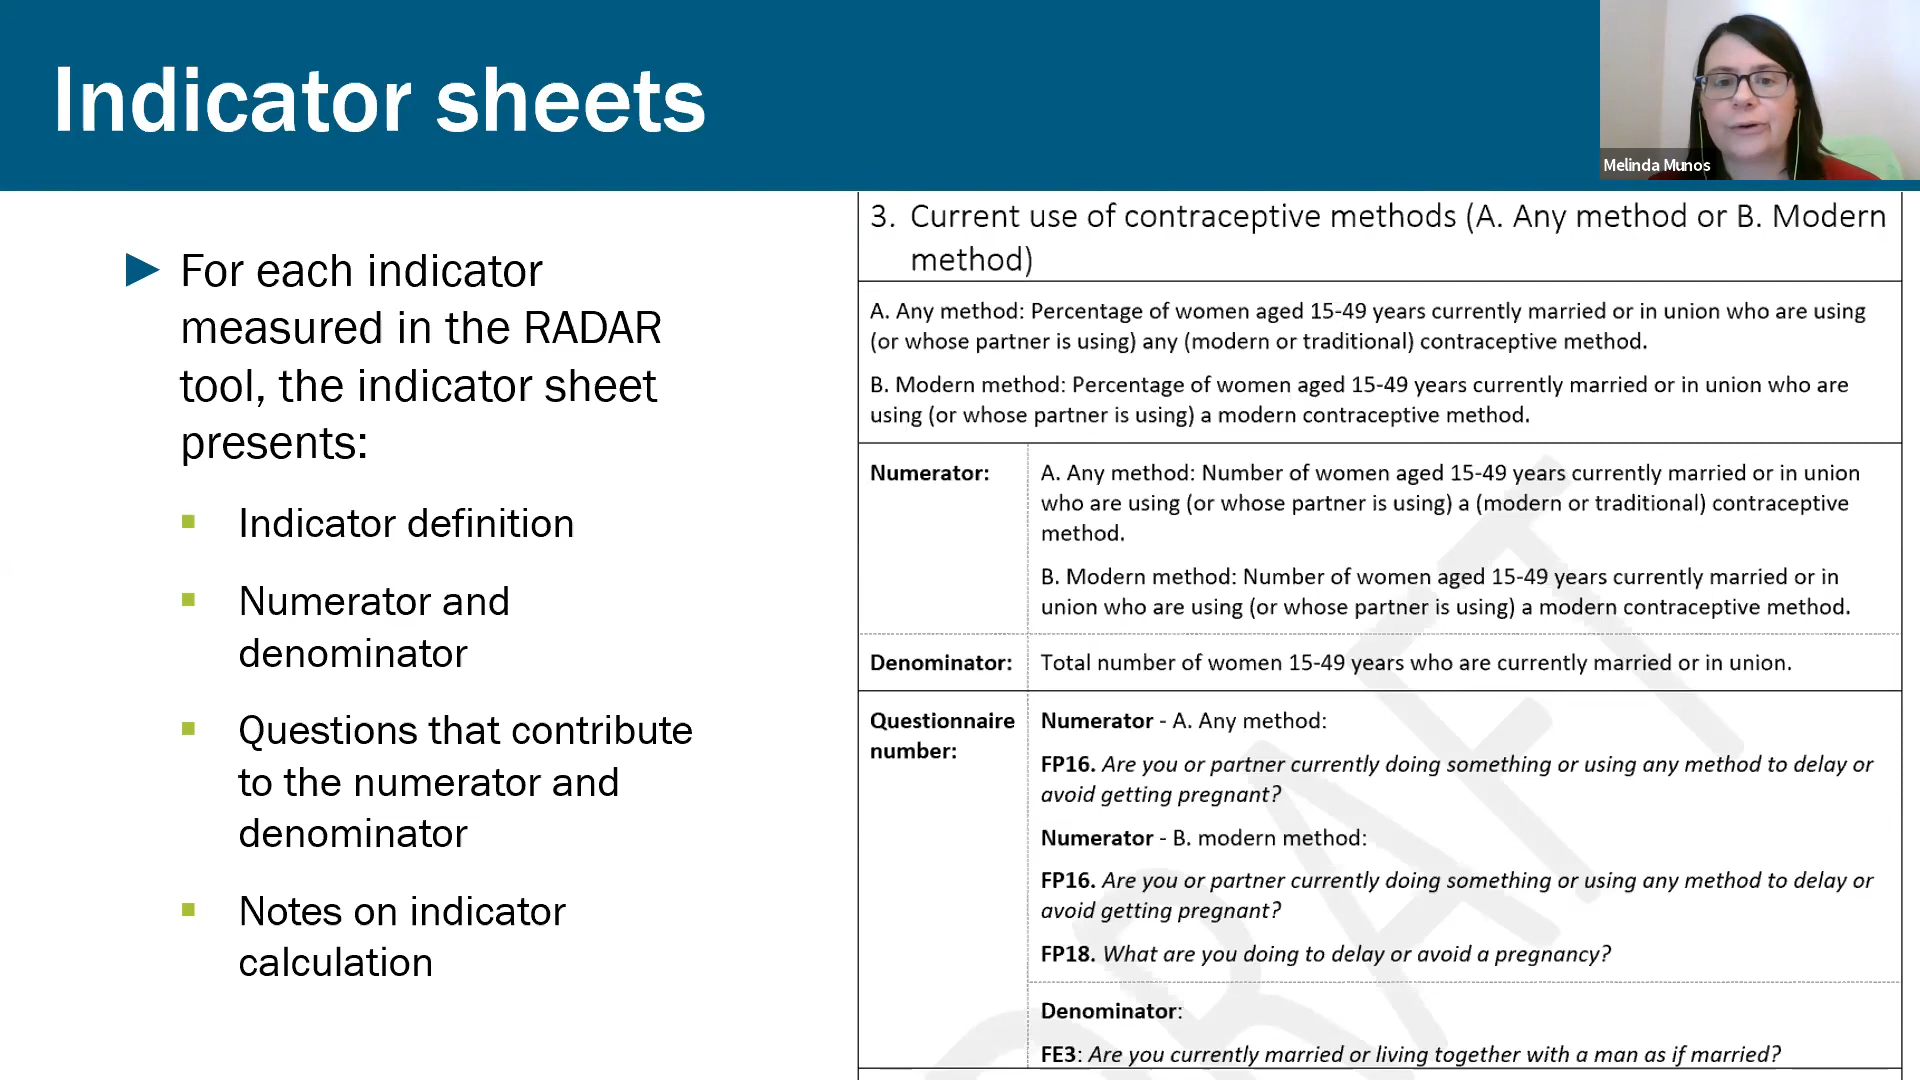 Indicator sheets
Melinda Munos
► For each indicator
measured in the RADAR
tool, the indicator sheet
presents:
▪ Indicator definition
▪ Numerator and
denominator
▪ Questions that contribute
to the numerator and
denominator
▪ Notes on indicator
calculation
3. Current use of contraceptive methods (A. Any method or B. Modern
method)
A. Any method: Percentage of women aged 15-49 years currently married or in union who are using
(or whose partner is using) any (modern or traditional) contraceptive method.
B. Modern method: Percentage of women aged 15-49 years currently married or in union who are
using (or whose partner is using) a modern contraceptive method.
Numerator:
A. Any method: Number of women aged 15-49 years currently married or in union
who are using (or whose partner is using) a (modern or traditional) contraceptive
method.
B. Modern method: Number of women aged 15-49 years currently married or in
union who are using (or whose partner is using) a modern contraceptive method.
Denominator: Total number of women 15-49 years who are currently married or in union.
Questionnaire
number:
Numerator - A. Any method:
FP16. Are you or partner currently doing something or using any method to delay or
avoid getting pregnant?
Numerator - B. modern method:
FP16. Are you or partner currently doing something or using any method to delay or
avoid getting pregnant?
FP18. What are you doing to delay or avoid a pregnancy?
Denominator:
FE3: Are you currently married or living together with a man as if married?
DRAFT